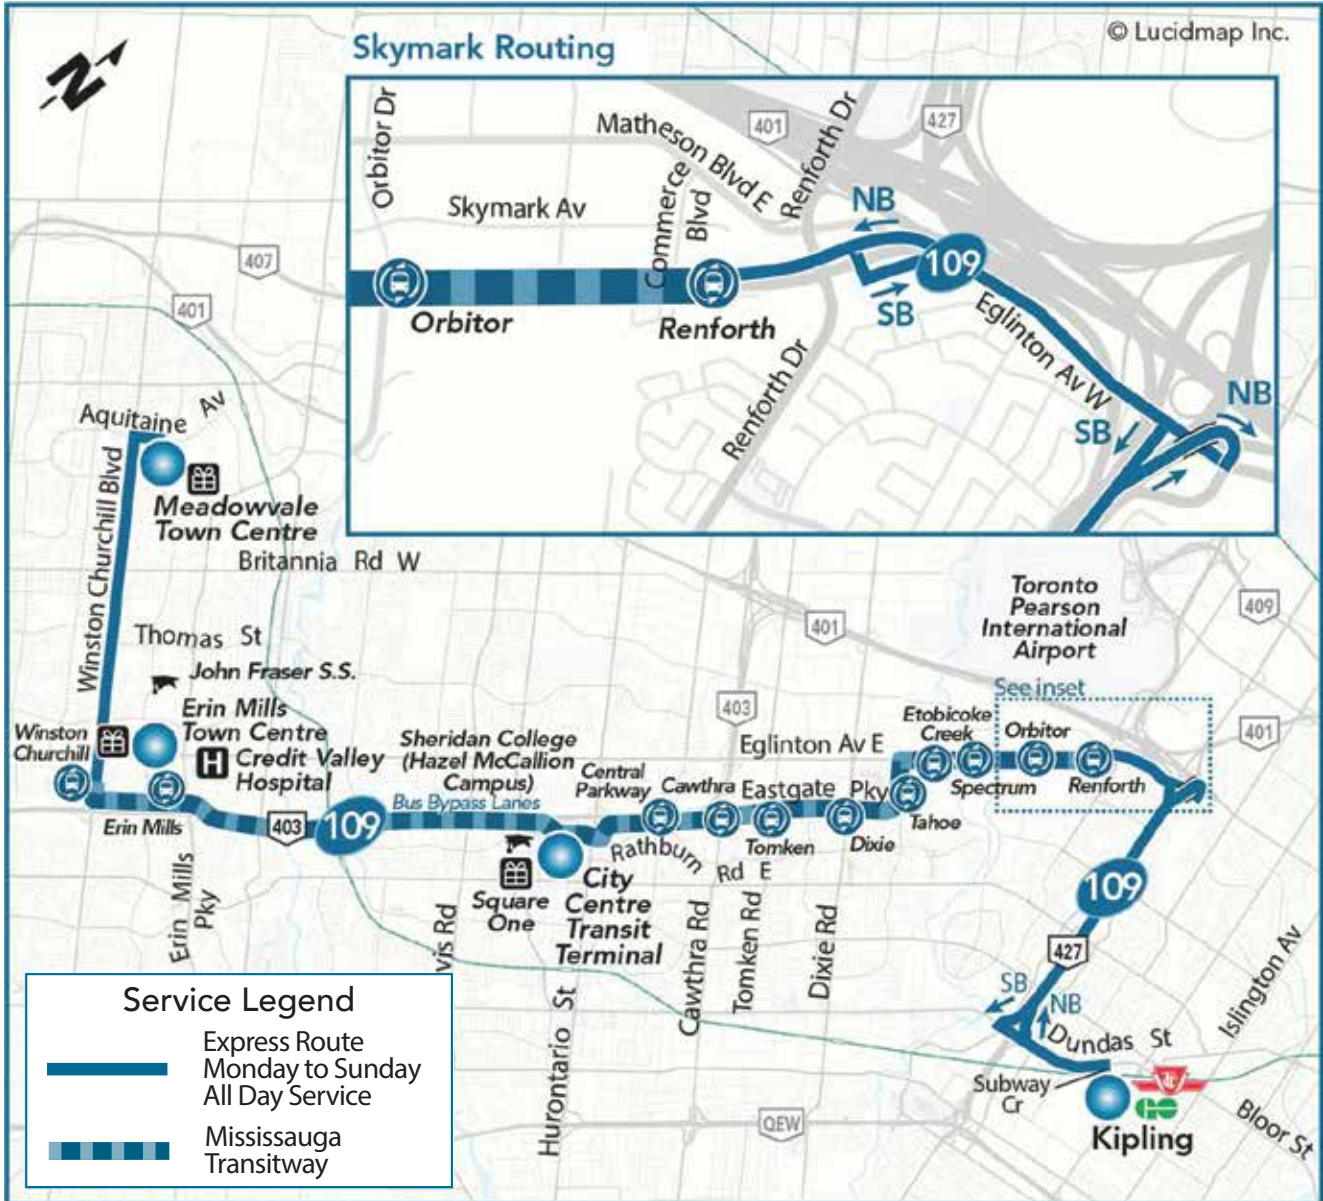 © Lucidmap Inc.
N
Skymark Routing
Orbitor Dr
Skymark Av
Matheson Blvd E
Commerce
Blvd
401
Renforth Dr
427
NB
109
SB
Orbitor
Renforth
Renforth Dr
Eglinton Av W
SB
NB
407
401
Aquitaine Av
Winston Churchill Blvd
Meadowvale
Town Centre
Britannia Rd W
Thomas St
John Fraser S.S.
Erin Mills
Town Centre
H
Credit Valley
Hospital
Winston
Churchill
Erin Mills
Erin Mills
Pky
403
109
Sheridan College
(Hazel McCallion
Campus)
Bus Bypass Lanes
Square
One
City
Centre
Transit
Terminal
vis Rd
Hurontario St
Central
Parkway
Cawthra
Rathburn Rd E
Eastgate Pky
Tomken
Dixie
Tahoe
Cawthra Rd
Tomken Rd
Dixie Rd
403
Eglinton Av E
401
Toronto
Pearson
International
Airport
409
401
See inset
Etobicoke
Creek
Spectrum
Orbitor
Renforth
109
427
SB
NB
Dundas St
Subway
Cr
Kipling
GO
Islington Av
Bloor St
QEW
Service Legend
Express Route
Monday to Sunday
All Day Service
Mississauga
Transitway